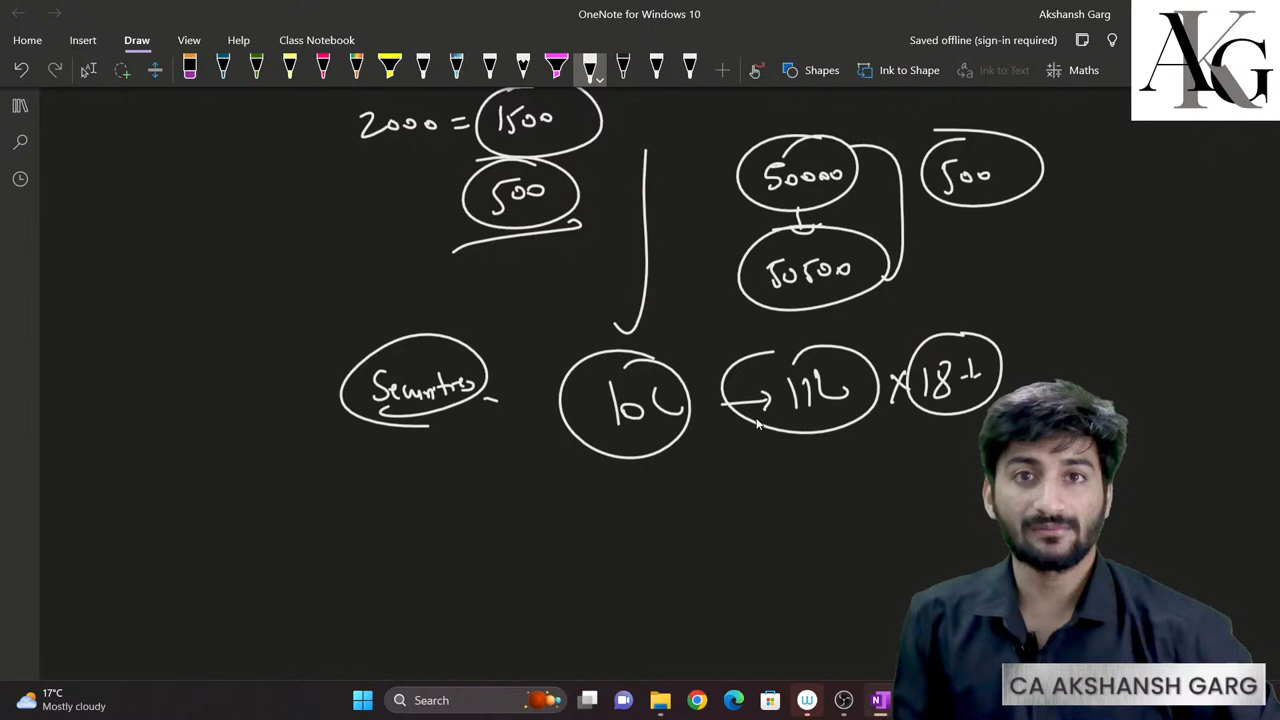 OneNote for Windows 10
Akshansh Garg
Home Insert Draw View Help Class Notebook
Saved offline (sign-in required)
Shapes Ink to Shape Ink to Text Maths
AKG
2000 = 1500
500
50000
500
50500
Securities 10L → 11L × 18%
CA AKSHANSH GARG
17°C
Mostly cloudy
Search